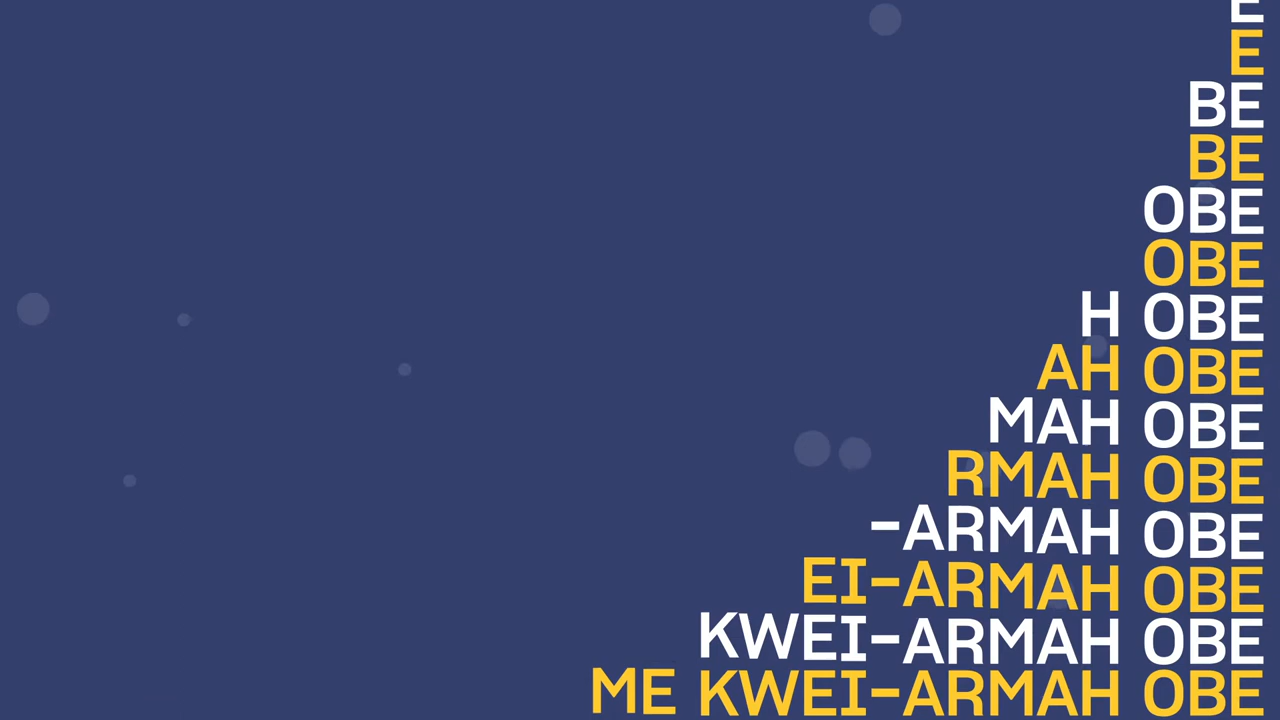 E
E
BE
BE
OBE
OBE
H OBE
AH OBE
MAH OBE
RMAH OBE
-ARMAH OBE
EI-ARMAH OBE
KWEI-ARMAH OBE
ME KWEI-ARMAH OBE